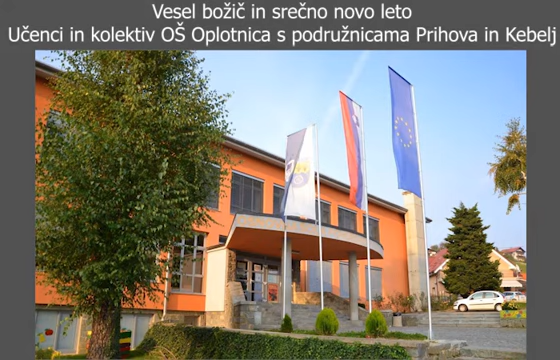 Vesel božič in srečno novo leto
Učenci in kolektiv OŠ Oplotnica s podružnicama Prihova in Kebelj